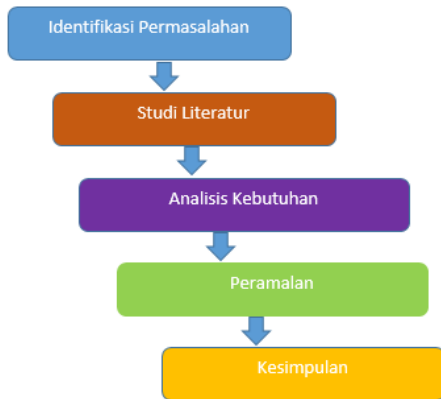 Identifikasi Permasalahan
Studi Literatur
Analisis Kebutuhan
Peramalan
Kesimpulan